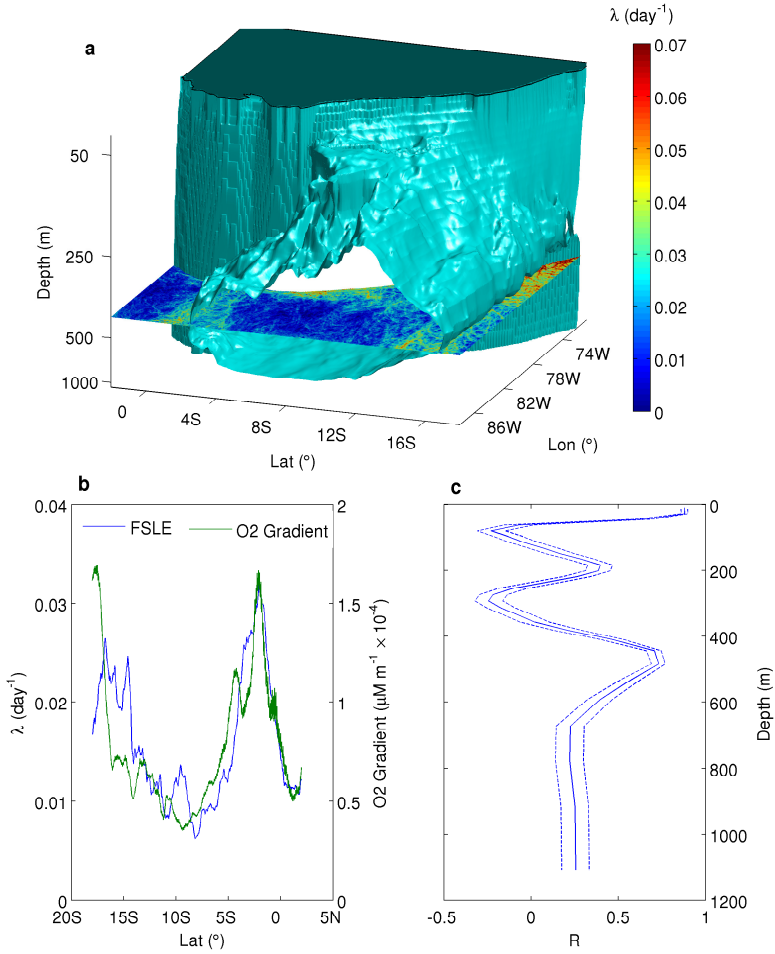 λ (day⁻¹)
a
0.07
0.06
0.05
0.04
0.03
0.02
0.01
0
50
250
500
1000
Depth (m)
0
4S
8S
12S
16S
Lat (°)
86W
82W
78W
74W
Lon (°)
b
FSLE
O2 Gradient
0.04
0.03
0.02
0.01
0
λ (day⁻¹)
2
1.5
1
0.5
0
O2 Gradient (μM m⁻¹ × 10⁻⁴)
20S
15S
10S
5S
0
5N
Lat (°)
c
0
200
400
600
800
1000
1200
Depth (m)
-0.5
0
0.5
1
R